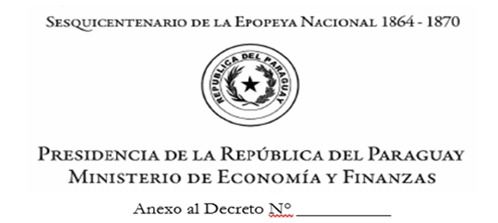 SESQUICENTENARIO DE LA EPOPEYA NACIONAL 1864 - 1870
REPUBLICA DEL PARAGUAY
PRESIDENCIA DE LA REPÚBLICA DEL PARAGUAY
MINISTERIO DE ECONOMÍA Y FINANZAS
Anexo al Decreto N° ____________